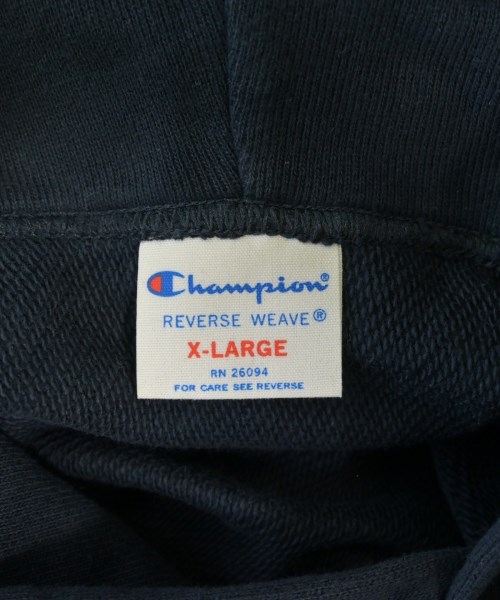 Champion
REVERSE WEAVE®
X-LARGE
RN 26094
FOR CARE SEE REVERSE